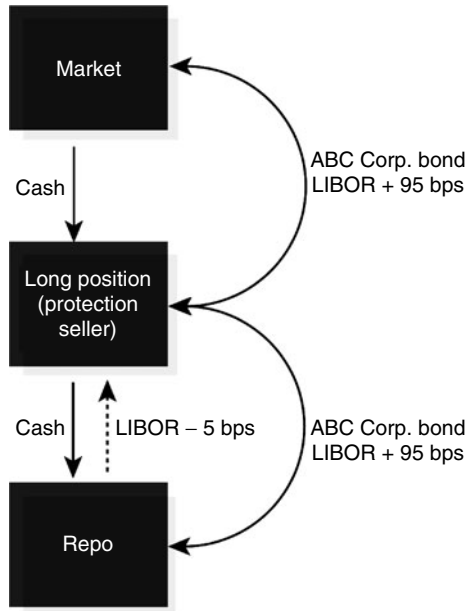 Market
ABC Corp. bond
LIBOR + 95 bps
Cash
Long position
(protection
seller)
Cash
LIBOR – 5 bps
ABC Corp. bond
LIBOR + 95 bps
Repo